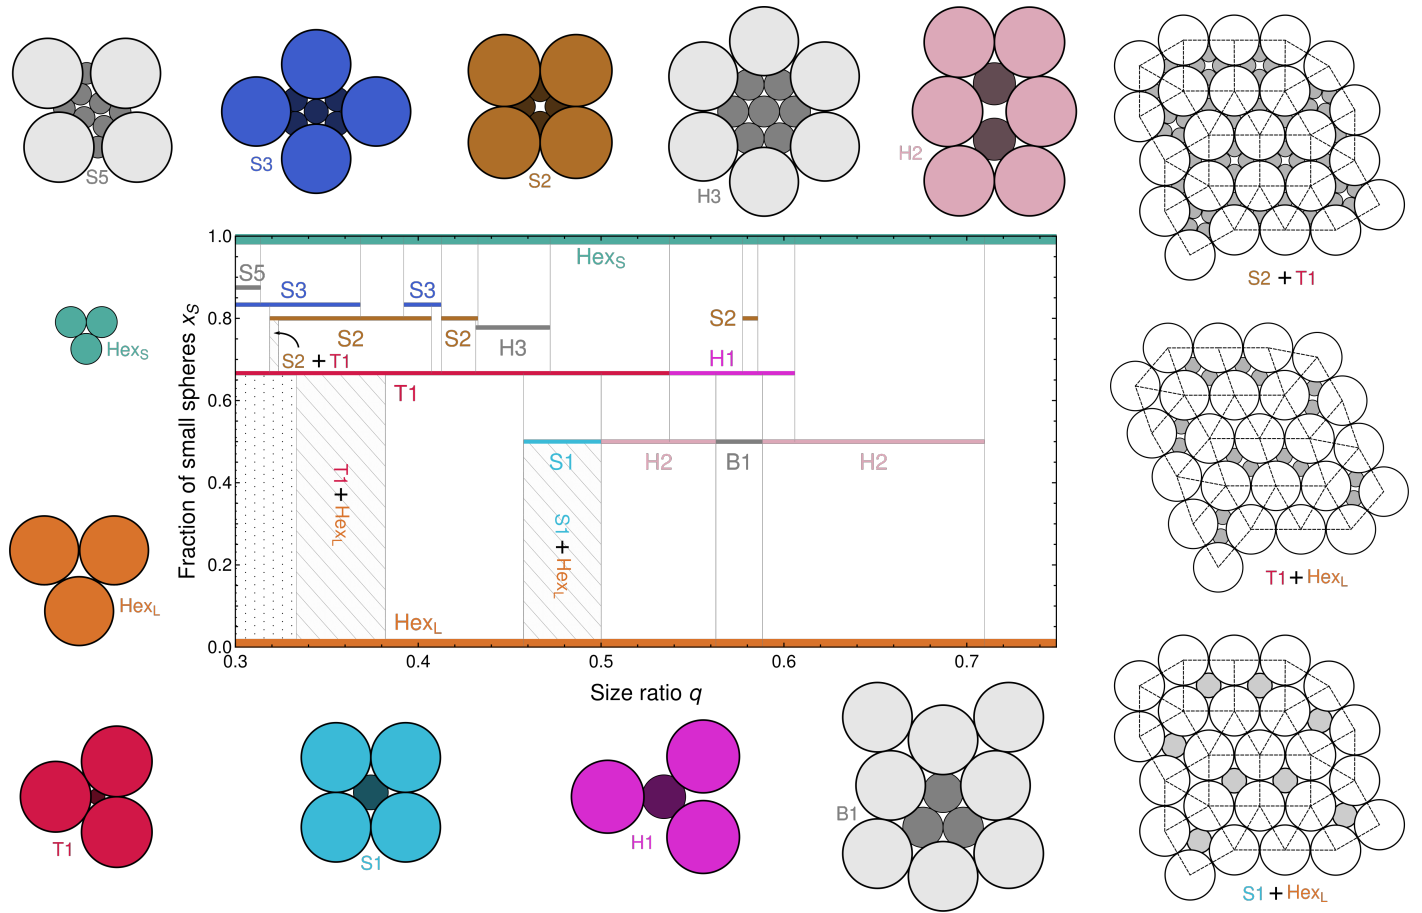 S5
S3
S2
H3
H2
S2 + T1
Hex_S
T1 + Hex_L
Hex_L
S1 + Hex_L
T1
S1
H1
B1
Fraction of small spheres x_S
1.0
0.8
0.6
0.4
0.2
0.0
Hex_S
S5
S3
S3
S2
S2
S2
S2 + T1
H3
H1
T1
S1
H2
B1
H2
T1 + Hex_L
S1 + Hex_L
Hex_L
0.3
0.4
0.5
0.6
0.7
Size ratio q